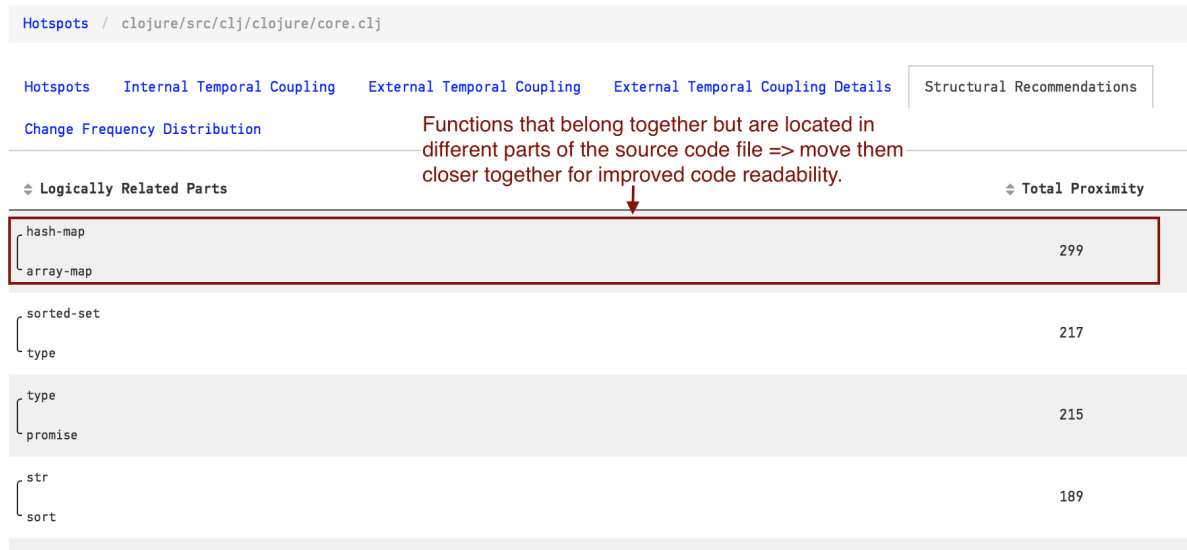 Hotspots / clojure/src/clj/clojure/core.clj
Hotspots Internal Temporal Coupling External Temporal Coupling External Temporal Coupling Details Structural Recommendations
Change Frequency Distribution
Functions that belong together but are located in
different parts of the source code file => move them
closer together for improved code readability.
Logically Related Parts Total Proximity
hash-map
299
array-map
sorted-set
217
type
type
215
promise
str
189
sort